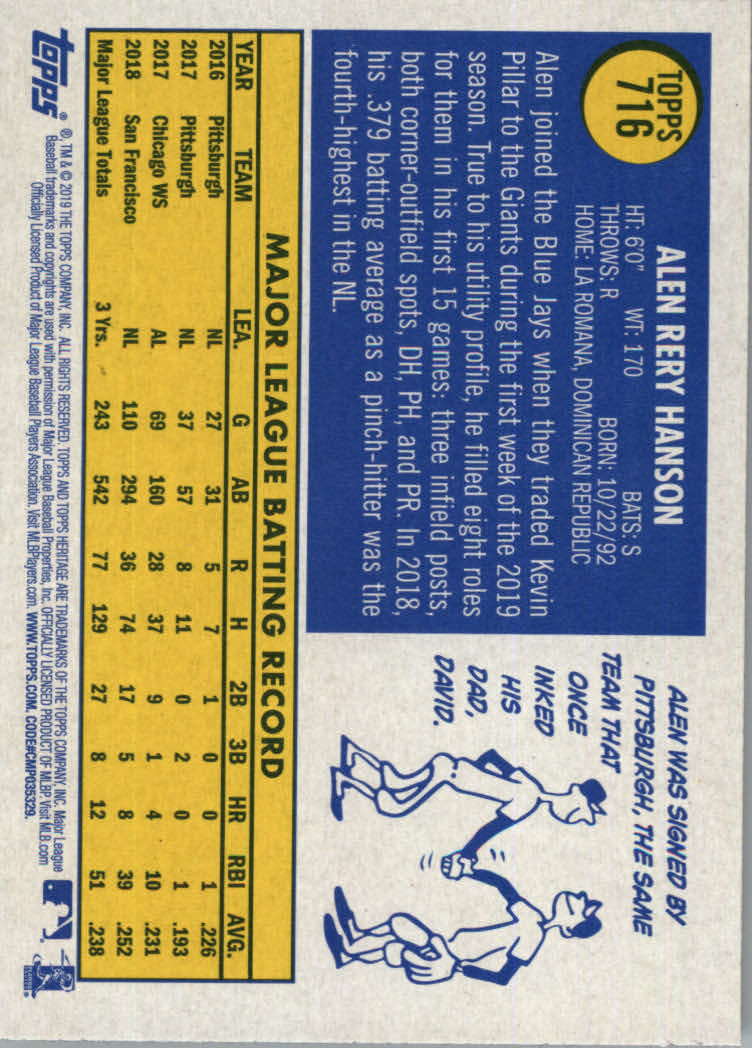 TOPPS
716
ALEN RERY HANSON
HT: 6'0" WT: 170 BATS: S
THROWS: R BORN: 10/22/92
HOME: LA ROMANA, DOMINICAN REPUBLIC
Alen joined the Blue Jays when they traded Kevin
Pillar to the Giants during the first week of the 2019
season. True to his utility profile, he filled eight roles
for them in his first 15 games: three infield posts,
both corner-outfield spots, DH, PH, and PR. In 2018,
his .379 batting average as a pinch-hitter was the
fourth-highest in the NL.
ALEN WAS SIGNED BY
PITTSBURGH, THE SAME
TEAM THAT
ONCE
INKED
HIS
DAD,
DAVID.
MAJOR LEAGUE BATTING RECORD
YEAR TEAM LEA. G AB R H 2B 3B HR RBI AVG.
2016 Pittsburgh NL 27 31 5 7 1 0 0 1 .226
2017 Pittsburgh NL 37 57 8 11 0 2 0 1 .193
2017 Chicago WS AL 69 160 28 37 9 1 4 10 .231
2018 San Francisco NL 110 294 36 74 17 5 8 39 .252
Major League Totals 3 Yrs. 243 542 77 129 27 8 12 51 .238
topps
®, TM & © 2019 THE TOPPS COMPANY, INC. ALL RIGHTS RESERVED. TOPPS AND TOPPS HERITAGE ARE TRADEMARKS OF THE TOPPS COMPANY, INC. Major League
Baseball trademarks and copyrights are used with permission of Major League Baseball Properties, Inc. OFFICIALLY LICENSED PRODUCT OF MLBP. Visit MLB.com
Officially Licensed Product of Major League Baseball Players Association. Visit MLBPlayers.com. WWW.TOPPS.COM. CODE#CMP035329.